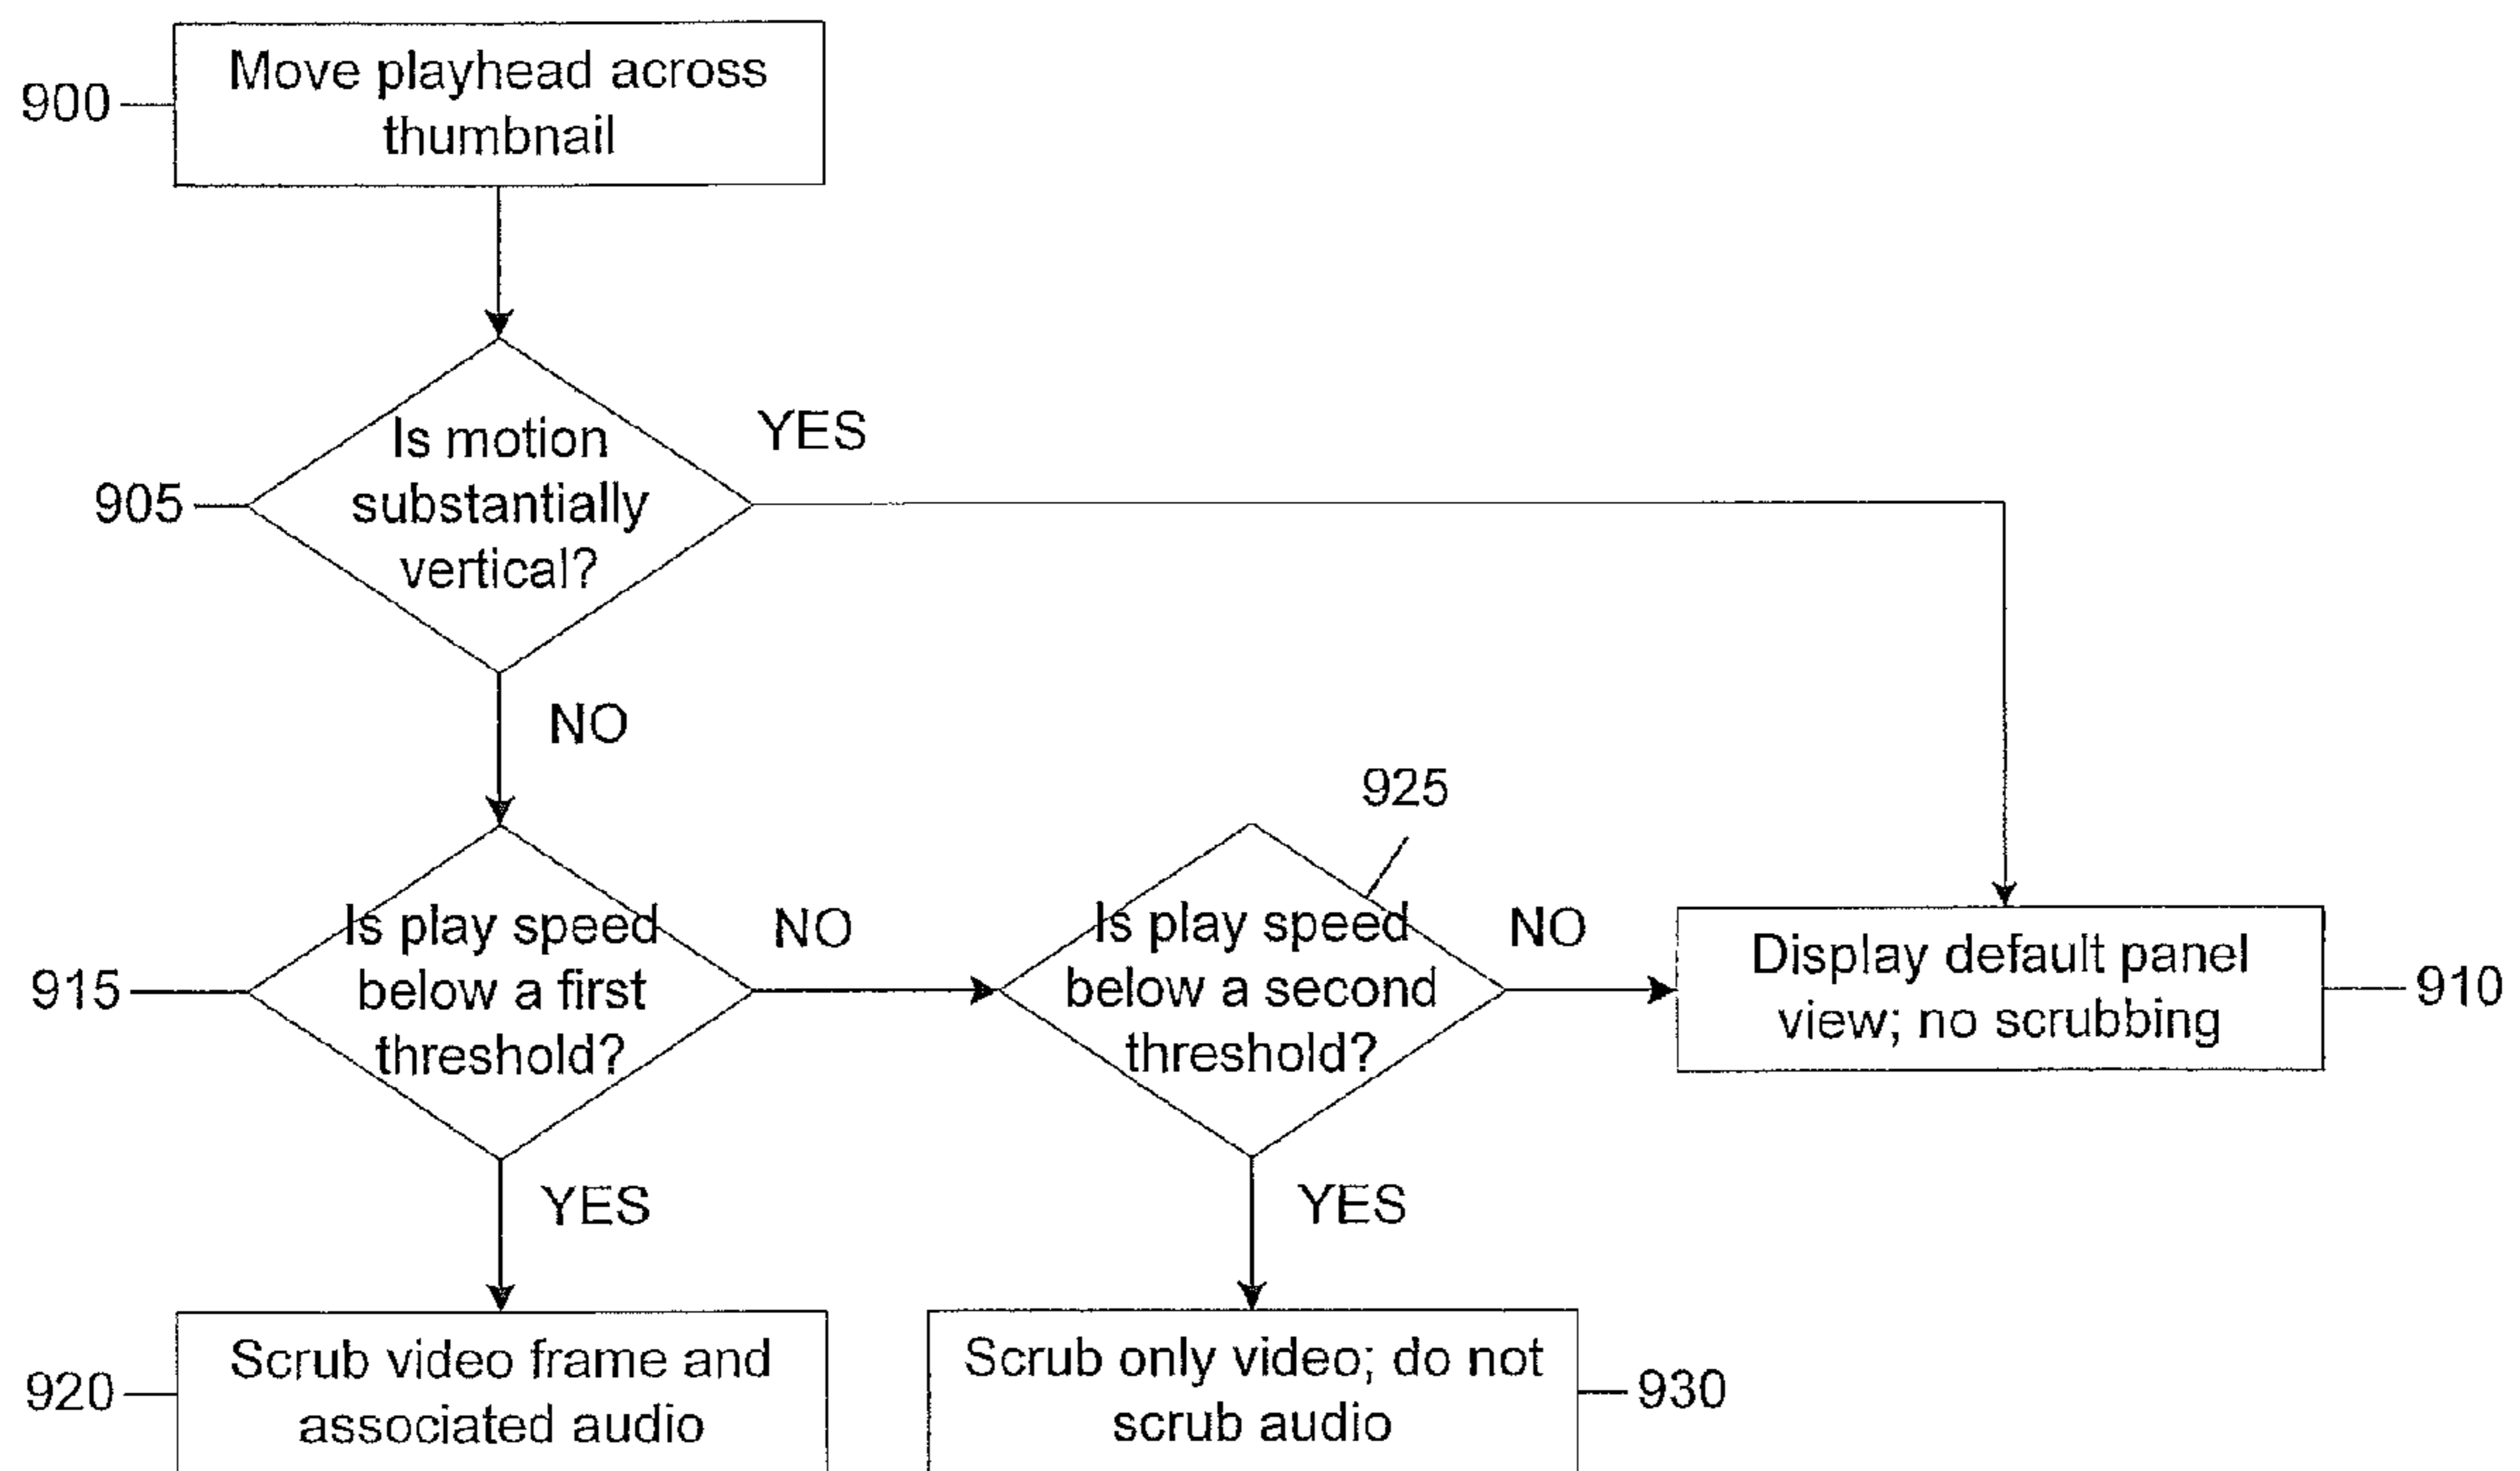 900
Move playhead across
thumbnail
905
Is motion
substantially
vertical?
YES
NO
915
Is play speed
below a first
threshold?
NO
925
Is play speed
below a second
threshold?
NO
Display default panel
view; no scrubbing
910
YES
YES
920
Scrub video frame and
associated audio
Scrub only video; do not
scrub audio
930